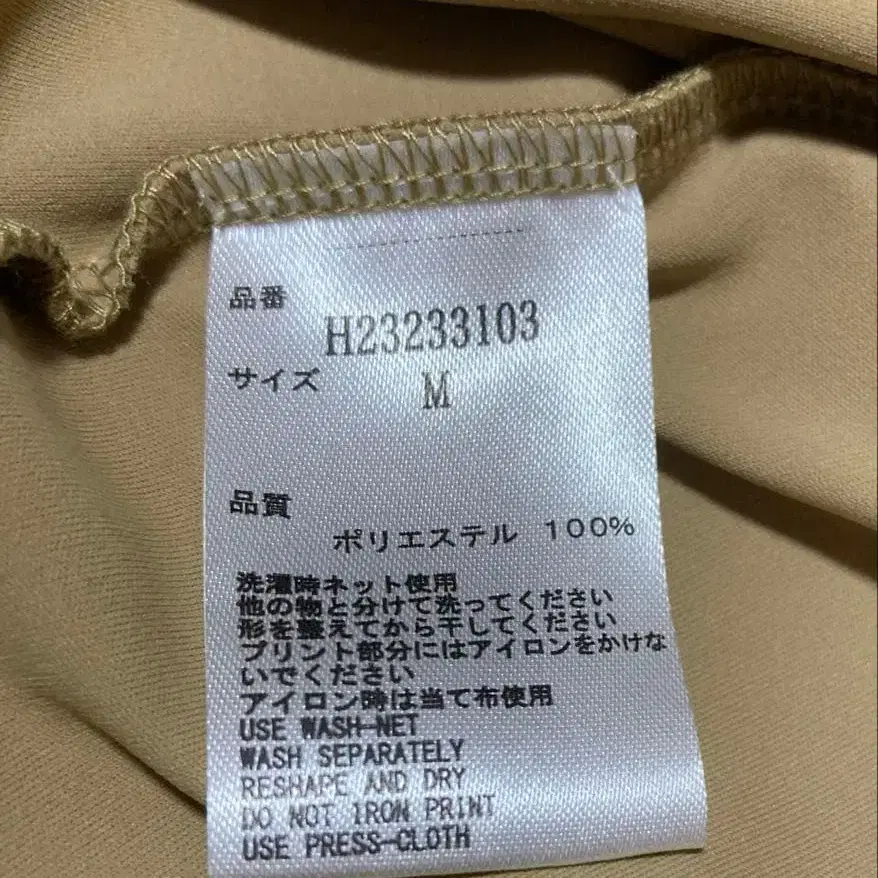 品番
H23233103
サイズ
M
品質
ポリエステル 100%
洗濯時ネット使用
他の物と分けて洗ってください
形を整えてから干してください
プリント部分にはアイロンをかけな
いでください
アイロン時は当て布使用
USE WASH-NET
WASH SEPARATELY
RESHAPE AND DRY
DO NOT IRON PRINT
USE PRESS-CLOTH